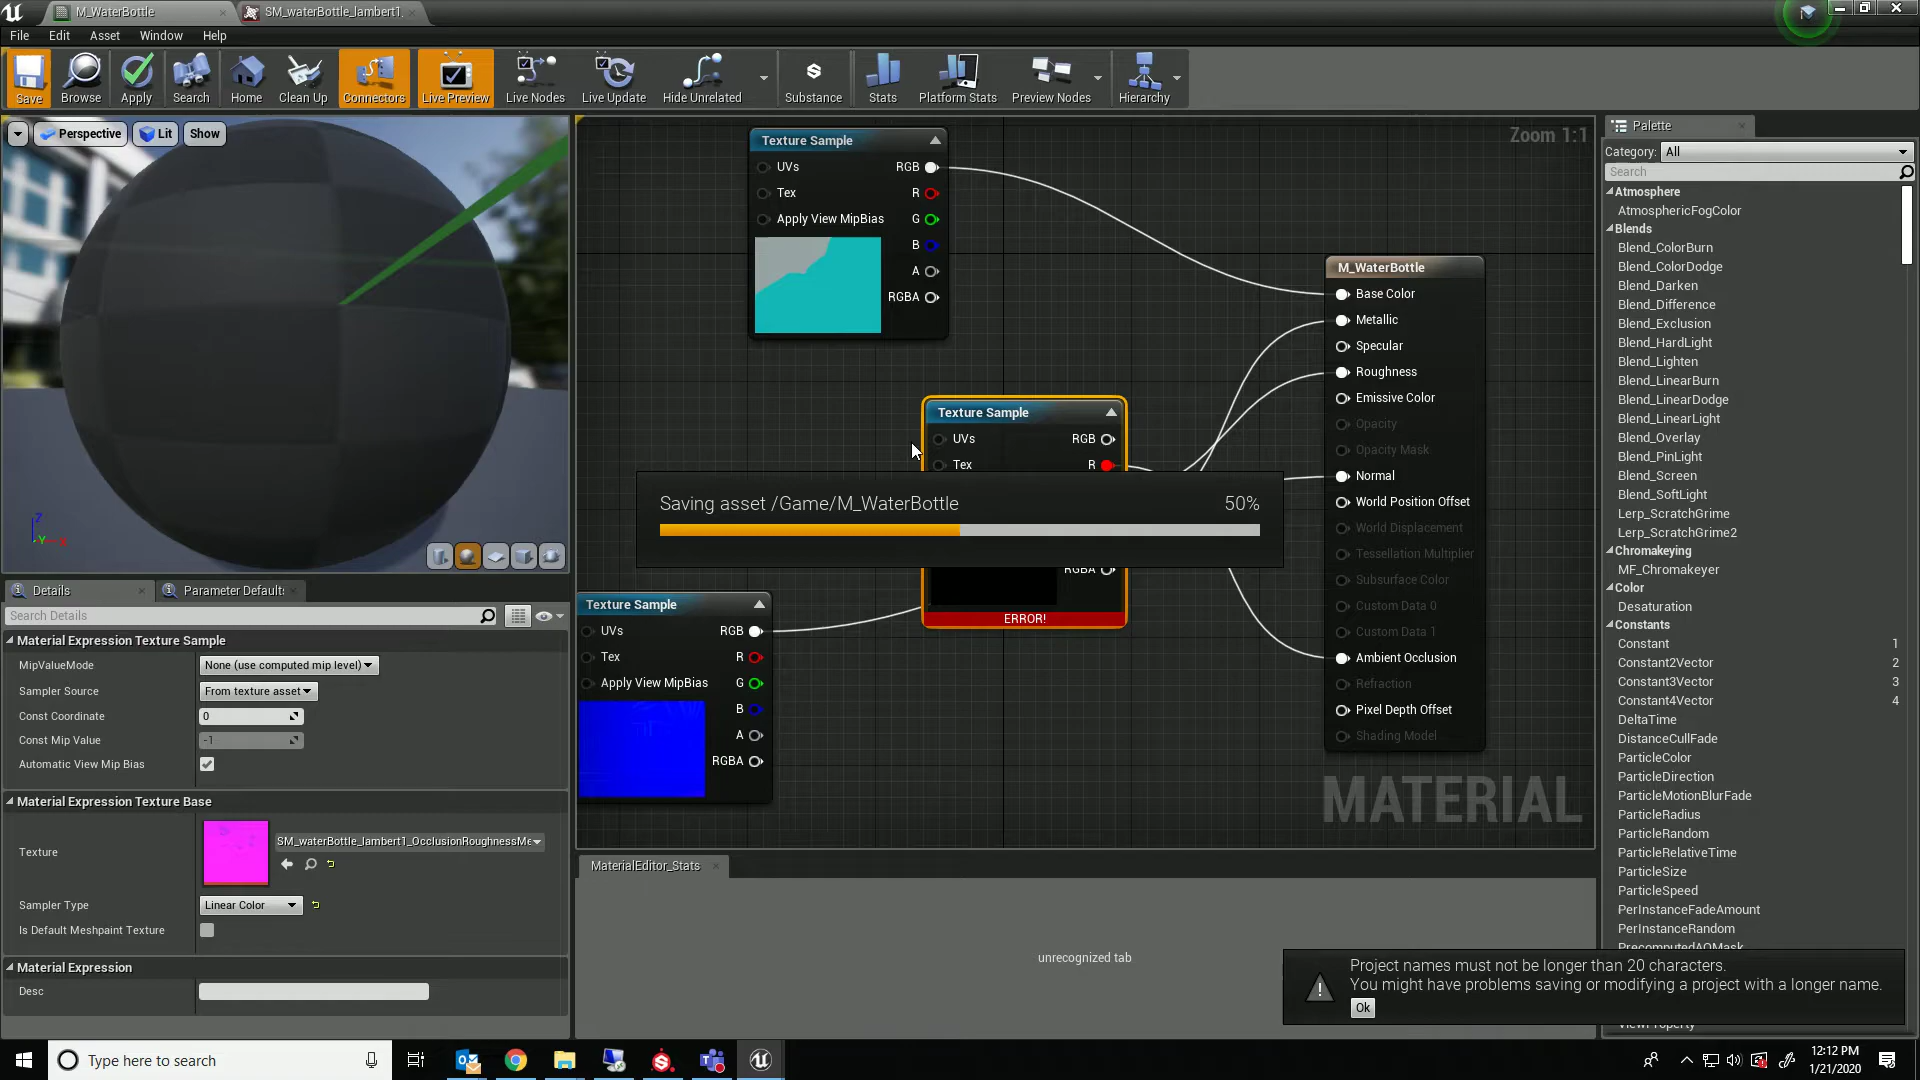 M_WaterBottle
SM_waterBottle_lambert1_
File Edit Asset Window Help
Save Browse Apply Search Home Clean Up Connectors Live Preview Live Nodes Live Update Hide Unrelated Substance Stats Platform Stats Preview Nodes Hierarchy
Perspective Lit Show
Zoom 1:1
Texture Sample
UVs RGB
Tex R
Apply View MipBias G
B
A
RGBA
M_WaterBottle
Base Color
Metallic
Specular
Roughness
Emissive Color
Opacity
Opacity Mask
Normal
World Position Offset
World Displacement
Tessellation Multiplier
Subsurface Color
Custom Data 0
Custom Data 1
Ambient Occlusion
Refraction
Pixel Depth Offset
Shading Model
Texture Sample
UVs RGB
Tex R
Saving asset /Game/M_WaterBottle 50%
RGBA
ERROR!
Texture Sample
UVs RGB
Tex R
Apply View MipBias G
B
A
RGBA
MATERIAL
Z
Y
X
Details
Parameter Defaults
Search Details
Material Expression Texture Sample
MipValueMode None (use computed mip level)
Sampler Source From texture asset
Const Coordinate 0
Const Mip Value -1
Automatic View Mip Bias
Material Expression Texture Base
Texture SM_waterBottle_lambert1_OcclusionRoughnessMe
Sampler Type Linear Color
Is Default Meshpaint Texture
Material Expression
Desc
MaterialEditor_Stats
unrecognized tab
Palette
Category: All
Search
Atmosphere
AtmosphericFogColor
Blends
Blend_ColorBurn
Blend_ColorDodge
Blend_Darken
Blend_Difference
Blend_Exclusion
Blend_HardLight
Blend_Lighten
Blend_LinearBurn
Blend_LinearDodge
Blend_LinearLight
Blend_Overlay
Blend_PinLight
Blend_Screen
Blend_SoftLight
Lerp_ScratchGrime
Lerp_ScratchGrime2
Chromakeying
MF_Chromakeyer
Color
Desaturation
Constants
Constant 1
Constant2Vector 2
Constant3Vector 3
Constant4Vector 4
DeltaTime
DistanceCullFade
ParticleColor
ParticleDirection
ParticleMotionBlurFade
ParticleRadius
ParticleRandom
ParticleRelativeTime
ParticleSize
ParticleSpeed
PerInstanceFadeAmount
PerInstanceRandom
PrecomputedAOMask
Project names must not be longer than 20 characters.
You might have problems saving or modifying a project with a longer name.
Ok
ViewProperty
Type here to search
12:12 PM
1/21/2020